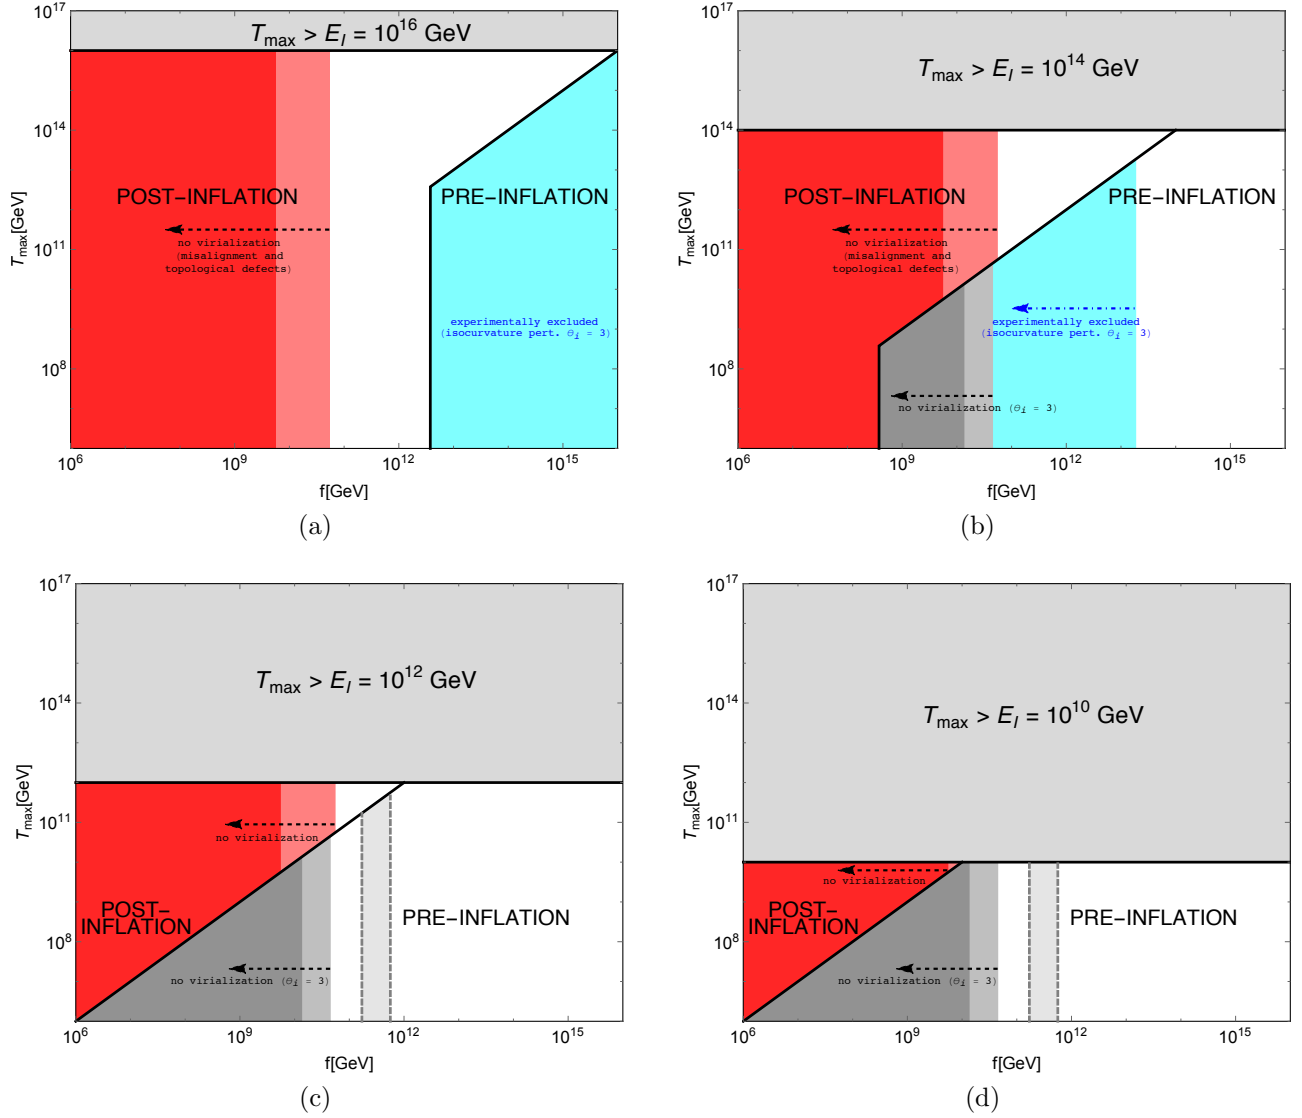 T_max > E_I = 10^16 GeV
10^17
10^14
10^11
10^8
T_max[GeV]
POST-INFLATION
PRE-INFLATION
no virialization
(misalignment and
topological defects)
experimentally excluded
(isocurvature pert. θ_i = 3)
10^6
10^9
10^12
10^15
f[GeV]
(a)
T_max > E_I = 10^14 GeV
10^17
10^14
10^11
10^8
T_max[GeV]
POST-INFLATION
PRE-INFLATION
no virialization
(misalignment and
topological defects)
experimentally excluded
(isocurvature pert. θ_i = 3)
no virialization (θ_i = 3)
10^6
10^9
10^12
10^15
f[GeV]
(b)
T_max > E_I = 10^12 GeV
10^17
10^14
10^11
10^8
T_max[GeV]
no virialization
POST-
INFLATION
PRE-INFLATION
no virialization (θ_i = 3)
10^6
10^9
10^12
10^15
f[GeV]
(c)
T_max > E_I = 10^10 GeV
10^17
10^14
10^11
10^8
T_max[GeV]
no virialization
POST-
INFLATION
PRE-INFLATION
no virialization (θ_i = 3)
10^6
10^9
10^12
10^15
f[GeV]
(d)